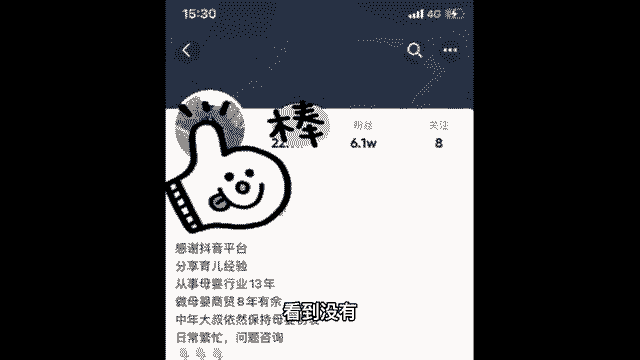 15:30
4G
棒
粉丝
关注
6.1w
8
感谢抖音平台
分享育儿经验
从事母婴行业13年
做母婴商贸8年有余
看到没有
中年大叔依然保持母婴
日常繁忙，问题咨询